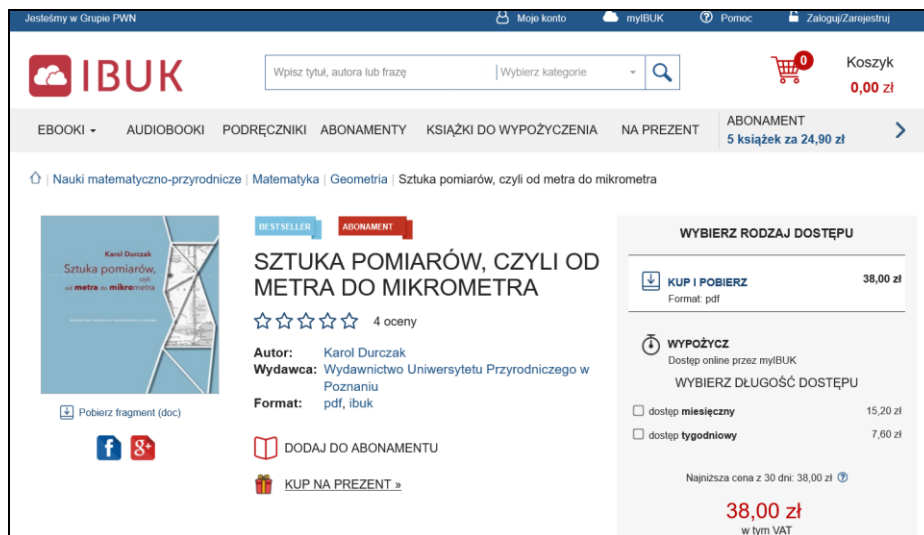 Jesteśmy w Grupie PWN
Moje konto
myIBUK
Pomoc
Zaloguj/Zarejestruj
IBUK
Wpisz tytuł, autora lub frazę
Wybierz kategorie
0
Koszyk
0,00 zł
EBOOKI
AUDIOBOOKI
PODRĘCZNIKI
ABONAMENTY
KSIĄŻKI DO WYPOŻYCZENIA
NA PREZENT
ABONAMENT
5 książek za 24,90 zł
Nauki matematyczno-przyrodnicze | Matematyka | Geometria | Sztuka pomiarów, czyli od metra do mikrometra
Karol Durczak
Sztuka pomiarów,
czyli
od metra do mikrometra
Pobierz fragment (doc)
f
g+
BESTSELLER
ABONAMENT
SZTUKA POMIARÓW, CZYLI OD
METRA DO MIKROMETRA
4 oceny
Autor: Karol Durczak
Wydawca: Wydawnictwo Uniwersytetu Przyrodniczego w
Poznaniu
Format: pdf, ibuk
DODAJ DO ABONAMENTU
KUP NA PREZENT »
WYBIERZ RODZAJ DOSTĘPU
KUP I POBIERZ 38,00 zł
Format: pdf
WYPOŻYCZ
Dostęp online przez myIBUK
WYBIERZ DŁUGOŚĆ DOSTĘPU
dostęp miesięczny 15,20 zł
dostęp tygodniowy 7,60 zł
Najniższa cena z 30 dni: 38,00 zł ?
38,00 zł
w tym VAT